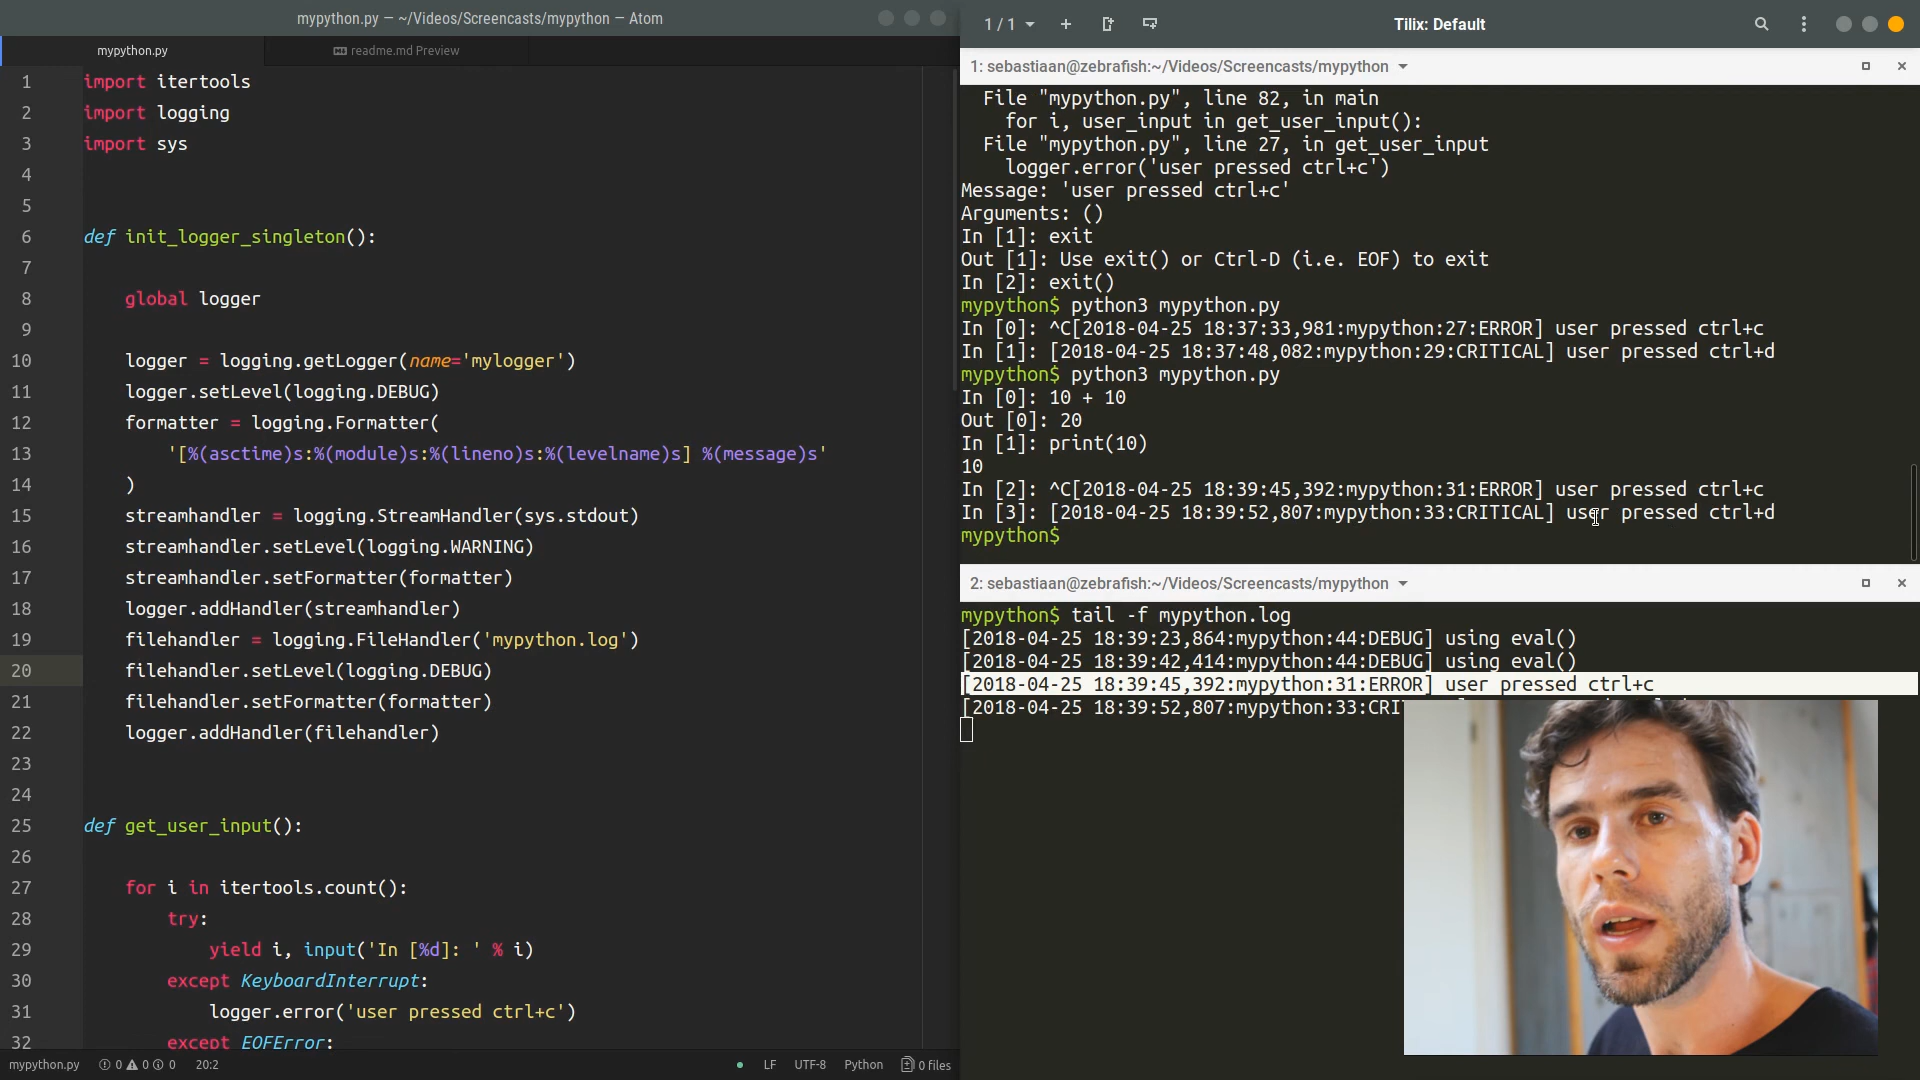 mypython.py — ~/Videos/Screencasts/mypython — Atom
mypython.py
readme.md Preview
1 import itertools
2 import logging
3 import sys
4
5
6 def init_logger_singleton():
7
8 global logger
9
10 logger = logging.getLogger(name='mylogger')
11 logger.setLevel(logging.DEBUG)
12 formatter = logging.Formatter(
13 '[%(asctime)s:%(module)s:%(lineno)s:%(levelname)s] %(message)s'
14 )
15 streamhandler = logging.StreamHandler(sys.stdout)
16 streamhandler.setLevel(logging.WARNING)
17 streamhandler.setFormatter(formatter)
18 logger.addHandler(streamhandler)
19 filehandler = logging.FileHandler('mypython.log')
20 filehandler.setLevel(logging.DEBUG)
21 filehandler.setFormatter(formatter)
22 logger.addHandler(filehandler)
23
24
25 def get_user_input():
26
27 for i in itertools.count():
28 try:
29 yield i, input('In [%d]: ' % i)
30 except KeyboardInterrupt:
31 logger.error('user pressed ctrl+c')
32 except EOFError:
mypython.py 0 0 0 20:2 LF UTF-8 Python 0 files
1 / 1 Tilix: Default
1: sebastiaan@zebrafish:~/Videos/Screencasts/mypython
File "mypython.py", line 82, in main
for i, user_input in get_user_input():
File "mypython.py", line 27, in get_user_input
logger.error('user pressed ctrl+c')
Message: 'user pressed ctrl+c'
Arguments: ()
In [1]: exit
Out [1]: Use exit() or Ctrl-D (i.e. EOF) to exit
In [2]: exit()
mypython$ python3 mypython.py
In [0]: ^C[2018-04-25 18:37:33,981:mypython:27:ERROR] user pressed ctrl+c
In [1]: [2018-04-25 18:37:48,082:mypython:29:CRITICAL] user pressed ctrl+d
mypython$ python3 mypython.py
In [0]: 10 + 10
Out [0]: 20
In [1]: print(10)
10
In [2]: ^C[2018-04-25 18:39:45,392:mypython:31:ERROR] user pressed ctrl+c
In [3]: [2018-04-25 18:39:52,807:mypython:33:CRITICAL] user pressed ctrl+d
mypython$
2: sebastiaan@zebrafish:~/Videos/Screencasts/mypython
mypython$ tail -f mypython.log
[2018-04-25 18:39:23,864:mypython:44:DEBUG] using eval()
[2018-04-25 18:39:42,414:mypython:44:DEBUG] using eval()
[2018-04-25 18:39:45,392:mypython:31:ERROR] user pressed ctrl+c
[2018-04-25 18:39:52,807:mypython:33:CRI